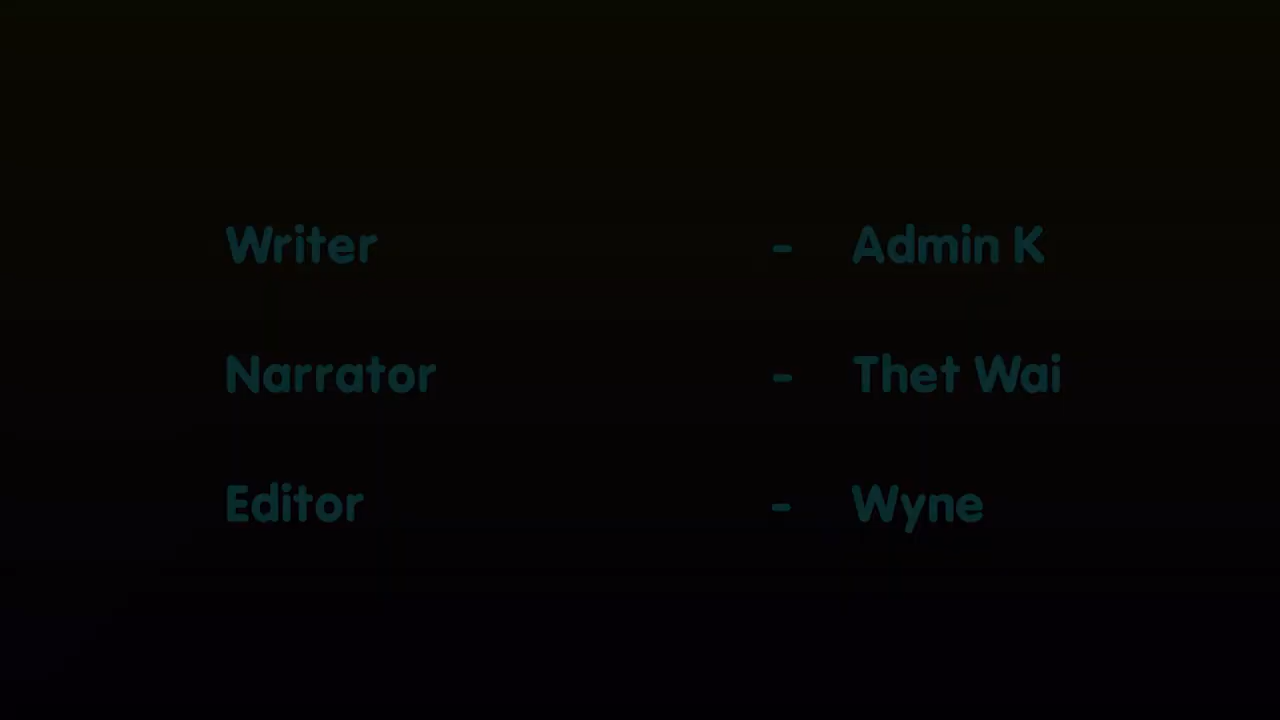 Writer - Admin K
Narrator - Thet Wai
Editor - Wyne